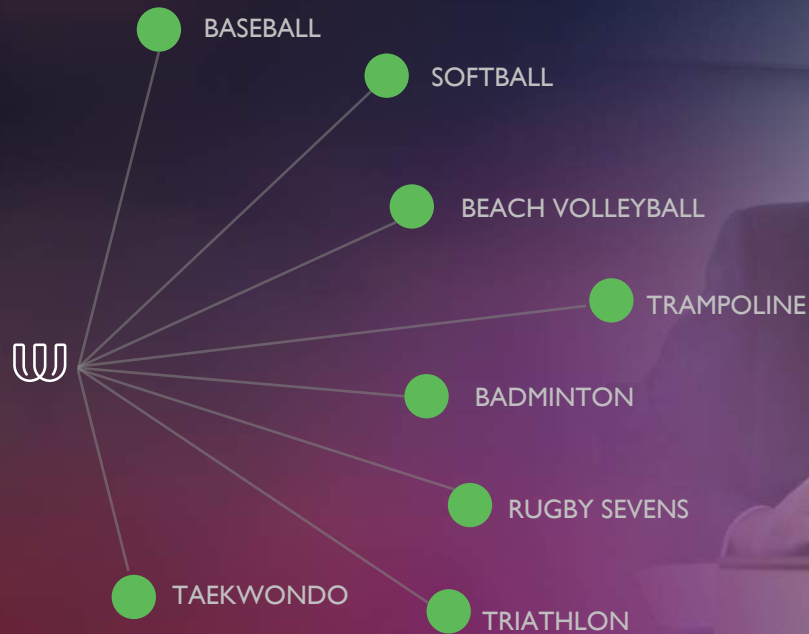 BASEBALL
SOFTBALL
BEACH VOLLEYBALL
TRAMPOLINE
BADMINTON
RUGBY SEVENS
TAEKWONDO
TRIATHLON